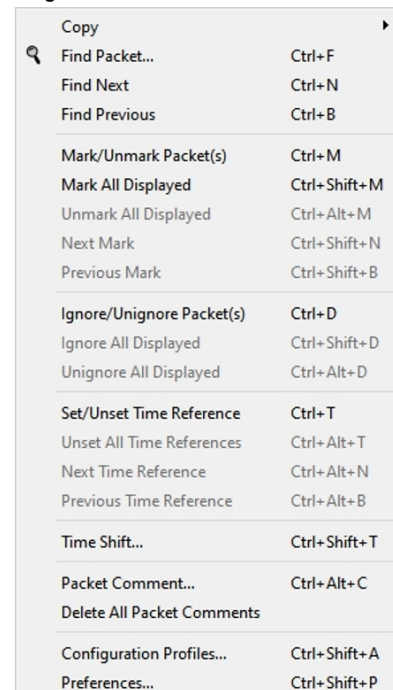 Copy
Find Packet... Ctrl+F
Find Next Ctrl+N
Find Previous Ctrl+B
Mark/Unmark Packet(s) Ctrl+M
Mark All Displayed Ctrl+Shift+M
Unmark All Displayed Ctrl+Alt+M
Next Mark Ctrl+Shift+N
Previous Mark Ctrl+Shift+B
Ignore/Unignore Packet(s) Ctrl+D
Ignore All Displayed Ctrl+Shift+D
Unignore All Displayed Ctrl+Alt+D
Set/Unset Time Reference Ctrl+T
Unset All Time References Ctrl+Alt+T
Next Time Reference Ctrl+Alt+N
Previous Time Reference Ctrl+Alt+B
Time Shift... Ctrl+Shift+T
Packet Comment... Ctrl+Alt+C
Delete All Packet Comments
Configuration Profiles... Ctrl+Shift+A
Preferences... Ctrl+Shift+P